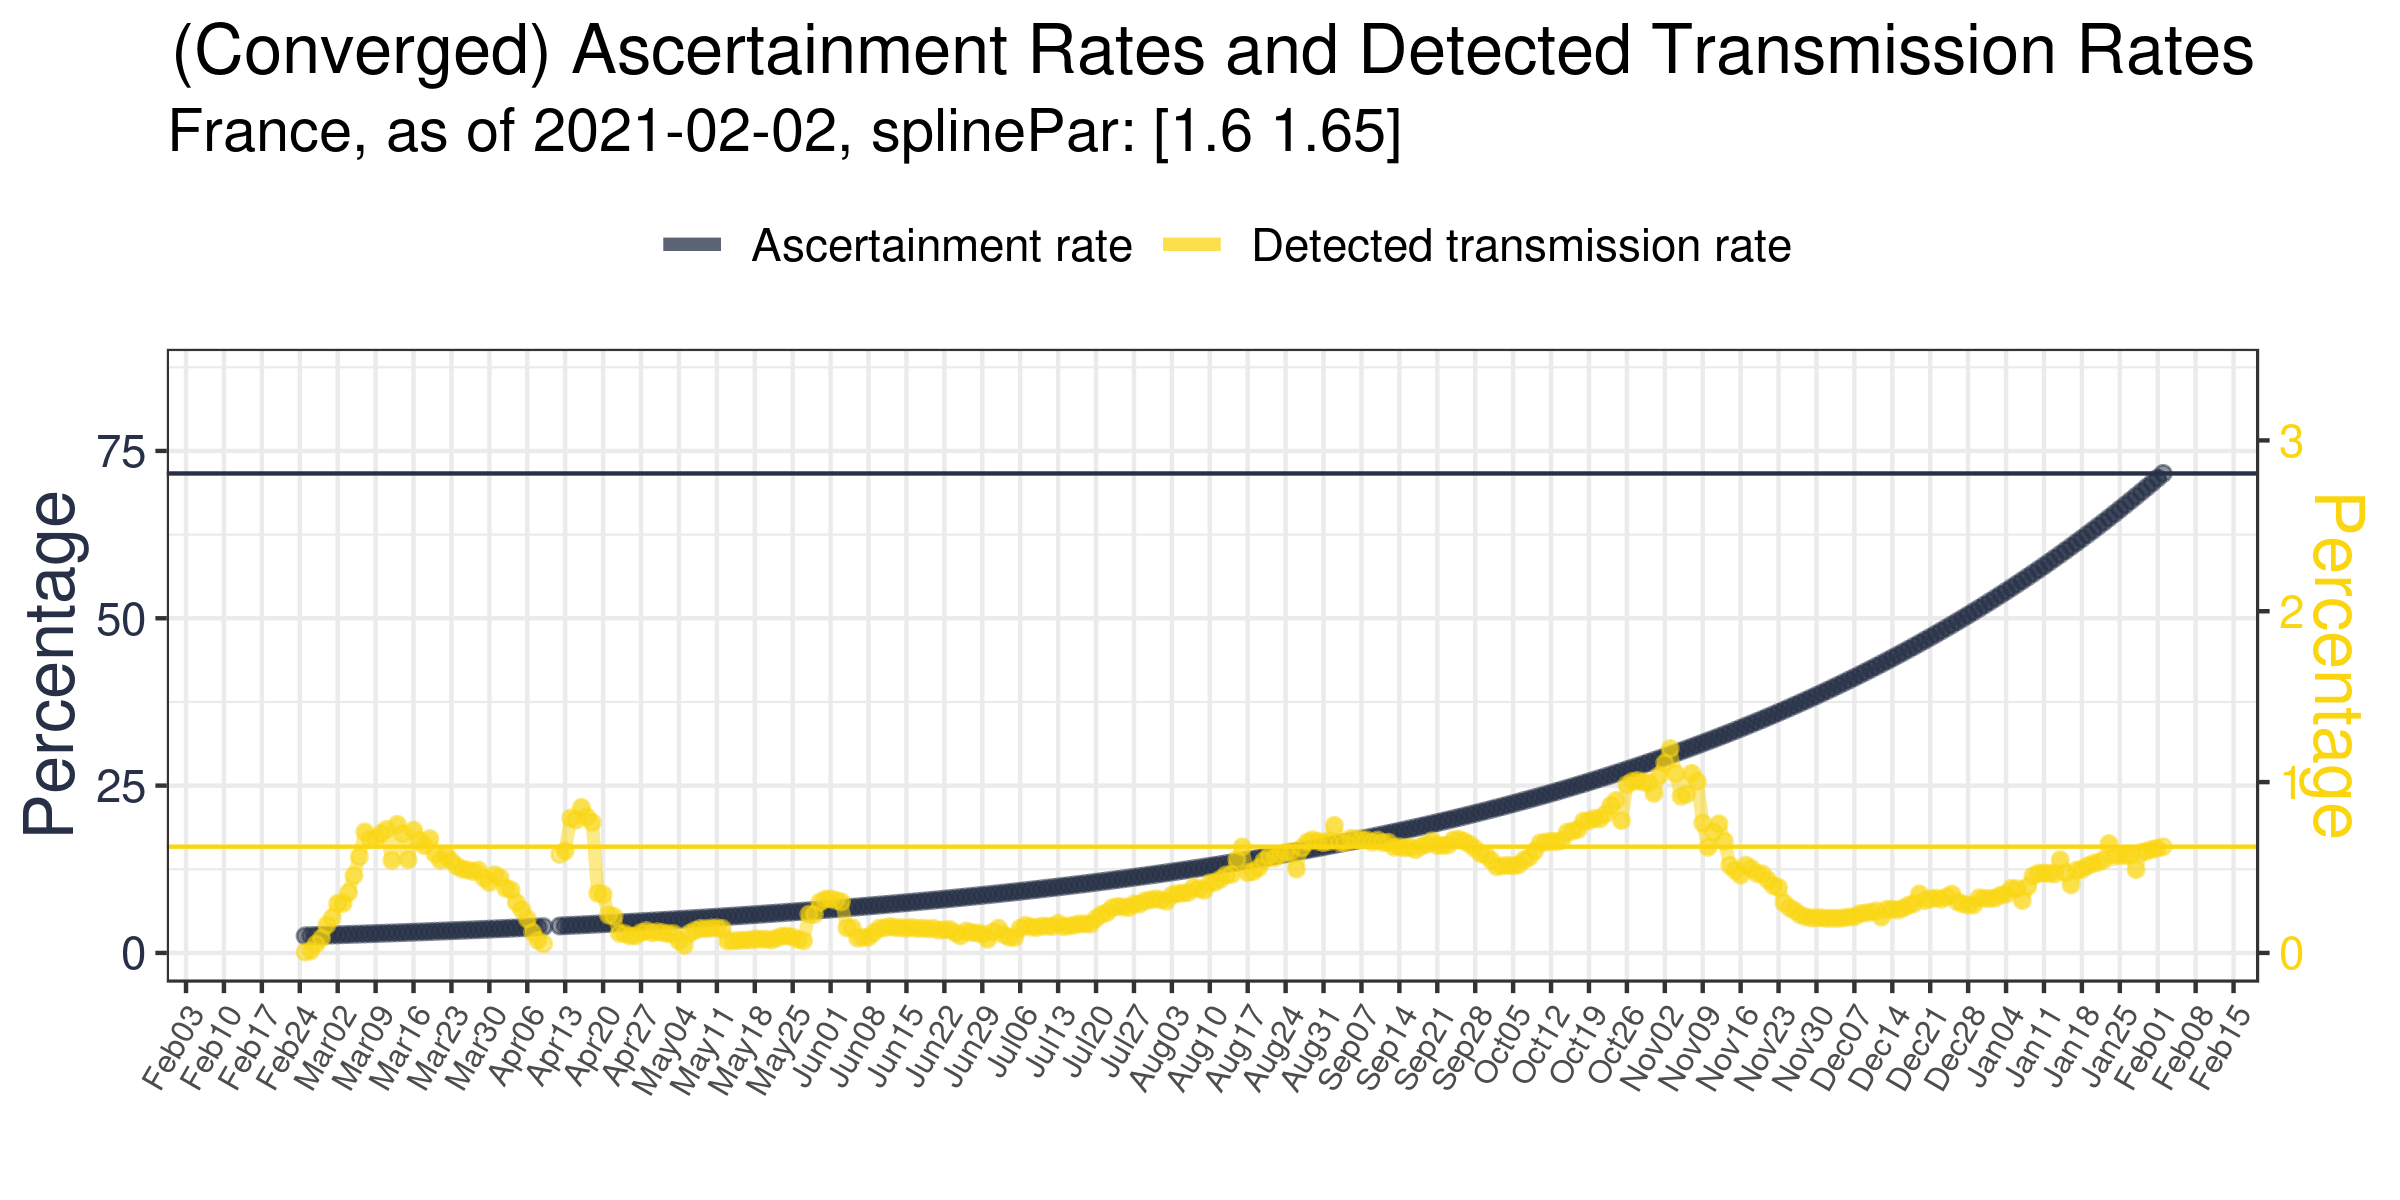 (Converged) Ascertainment Rates and Detected Transmission Rates
France, as of 2021-02-02, splinePar: [1.6 1.65]
Ascertainment rate
Detected transmission rate
Percentage
75
50
25
0
3
2
1
0
Percentage
Feb03
Feb10
Feb17
Feb24
Mar02
Mar09
Mar16
Mar23
Mar30
Apr06
Apr13
Apr20
Apr27
May04
May11
May18
May25
Jun01
Jun08
Jun15
Jun22
Jun29
Jul06
Jul13
Jul20
Jul27
Aug03
Aug10
Aug17
Aug24
Aug31
Sep07
Sep14
Sep21
Sep28
Oct05
Oct12
Oct19
Oct26
Nov02
Nov09
Nov16
Nov23
Nov30
Dec07
Dec14
Dec21
Dec28
Jan04
Jan11
Jan18
Jan25
Feb01
Feb08
Feb15